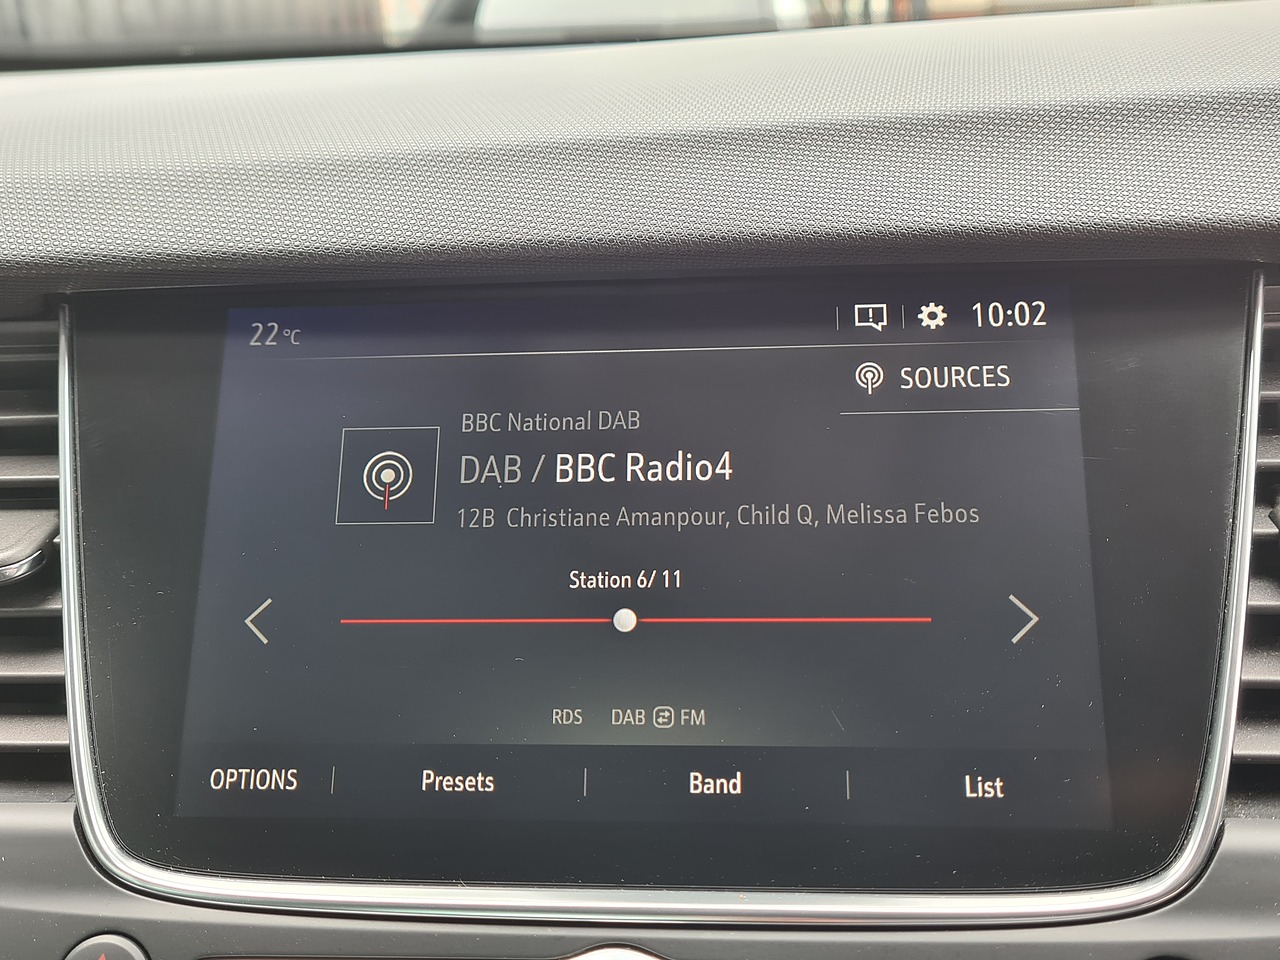 22 °C
10:02
SOURCES
BBC National DAB
DAB / BBC Radio4
12B Christiane Amanpour, Child Q, Melissa Febos
Station 6/ 11
RDS DAB FM
OPTIONS Presets Band List